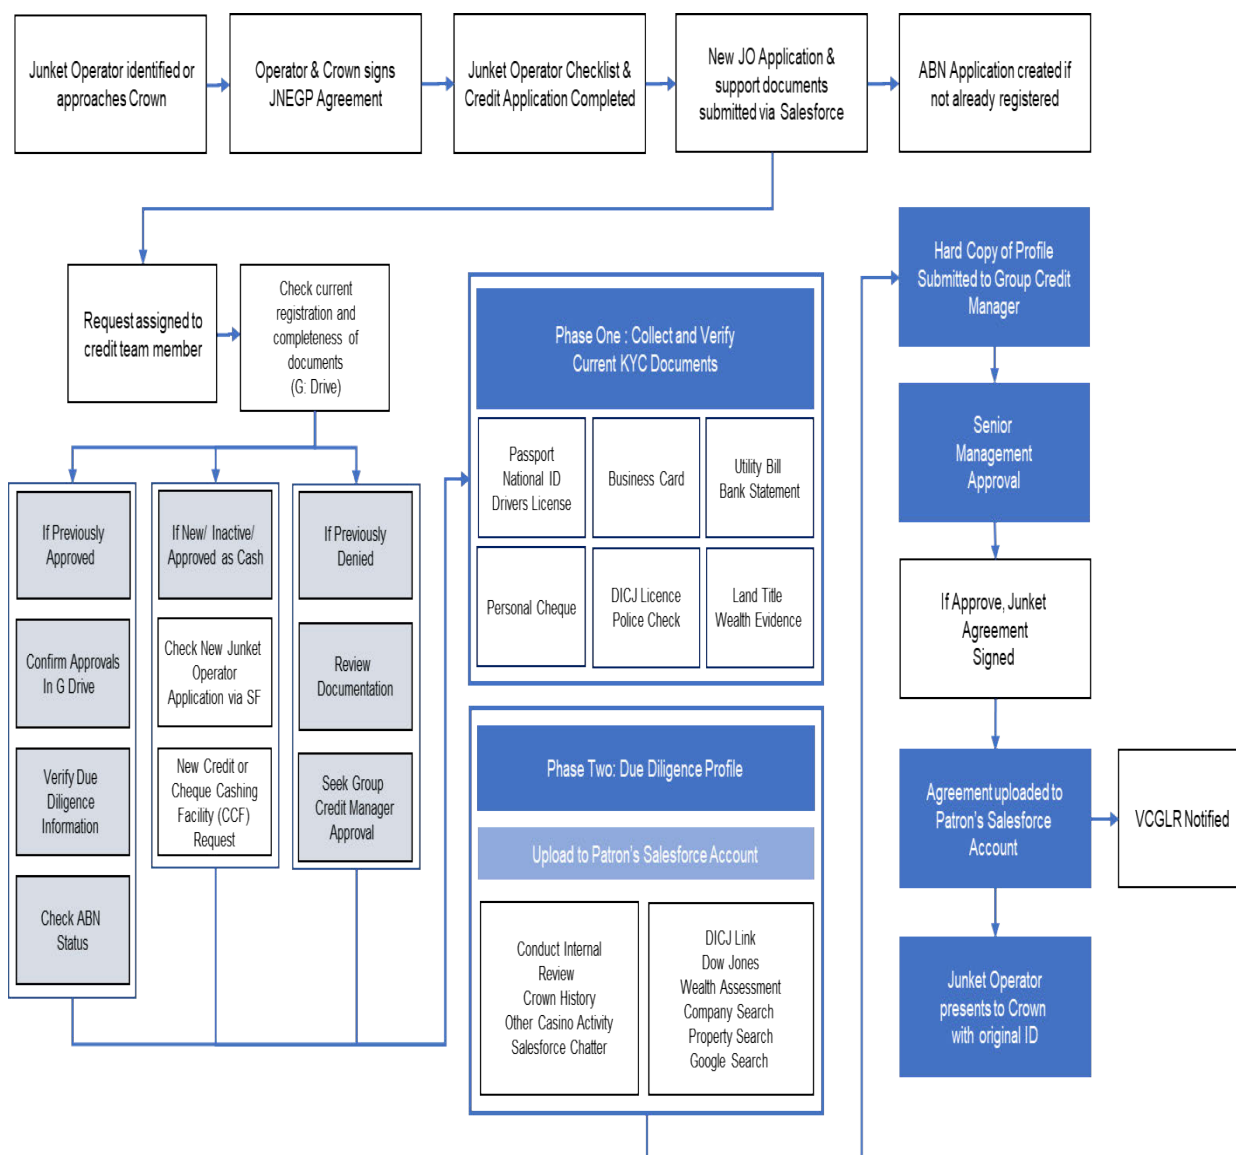 Junket Operator identified or
approaches Crown
Operator & Crown signs
JNEGP Agreement
Junket Operator Checklist &
Credit Application Completed
New JO Application &
support documents
submitted via Salesforce
ABN Application created if
not already registered
Request assigned to
credit team member
Check current
registration and
completeness of
documents
(G: Drive)
If Previously
Approved
Confirm Approvals
In G Drive
Verify Due
Diligence
Information
Check ABN
Status
If New/ Inactive/
Approved as Cash
Check New Junket
Operator
Application via SF
New Credit or
Cheque Cashing
Facility (CCF)
Request
If Previously
Denied
Review
Documentation
Seek Group
Credit Manager
Approval
Phase One : Collect and Verify
Current KYC Documents
Passport
National ID
Drivers License
Business Card
Utility Bill
Bank Statement
Personal Cheque
DICJ Licence
Police Check
Land Title
Wealth Evidence
Phase Two: Due Diligence Profile
Upload to Patron's Salesforce Account
Conduct Internal
Review
Crown History
Other Casino Activity
Salesforce Chatter
DICJ Link
Dow Jones
Wealth Assessment
Company Search
Property Search
Google Search
Hard Copy of Profile
Submitted to Group Credit
Manager
Senior
Management
Approval
If Approve, Junket
Agreement
Signed
Agreement uploaded to
Patron's Salesforce
Account
VCGLR Notified
Junket Operator
presents to Crown
with original ID